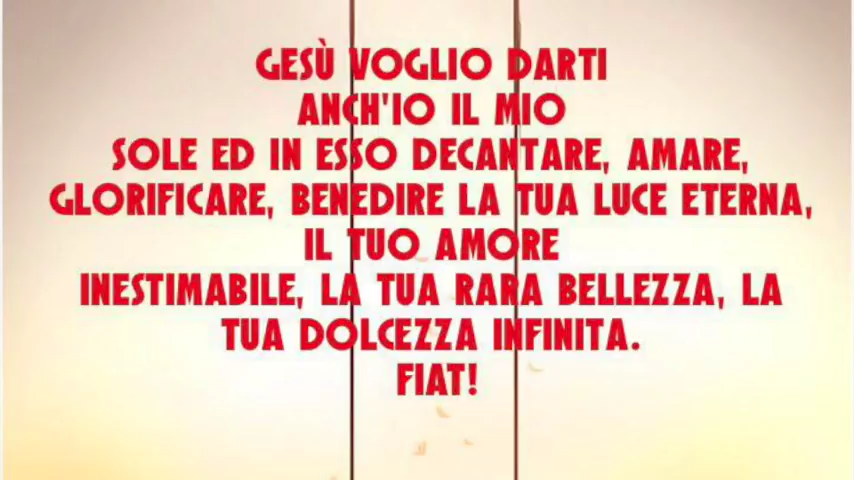 GESÙ VOGLIO DARTI
ANCH'IO IL MIO
SOLE ED IN ESSO DECANTARE, AMARE,
GLORIFICARE, BENEDIRE LA TUA LUCE ETERNA,
IL TUO AMORE
INESTIMABILE, LA TUA RARA BELLEZZA, LA
TUA DOLCEZZA INFINITA.
FIAT!